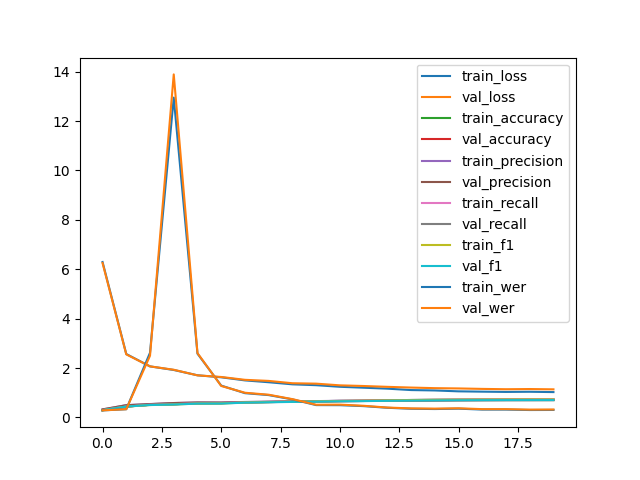 14
12
10
8
6
4
2
0
0.0 2.5 5.0 7.5 10.0 12.5 15.0 17.5
train_loss
val_loss
train_accuracy
val_accuracy
train_precision
val_precision
train_recall
val_recall
train_f1
val_f1
train_wer
val_wer